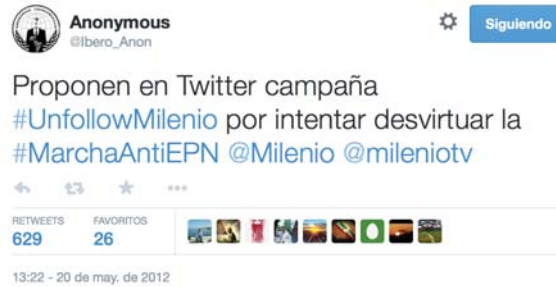 Anonymous
@Ibero_Anon
Siguiendo
Proponen en Twitter campaña
#UnfollowMilenio por intentar desvirtuar la
#MarchaAntiEPN @Milenio @mileniotv
RETWEETS
FAVORITOS
629
26
13:22 - 20 de may. de 2012